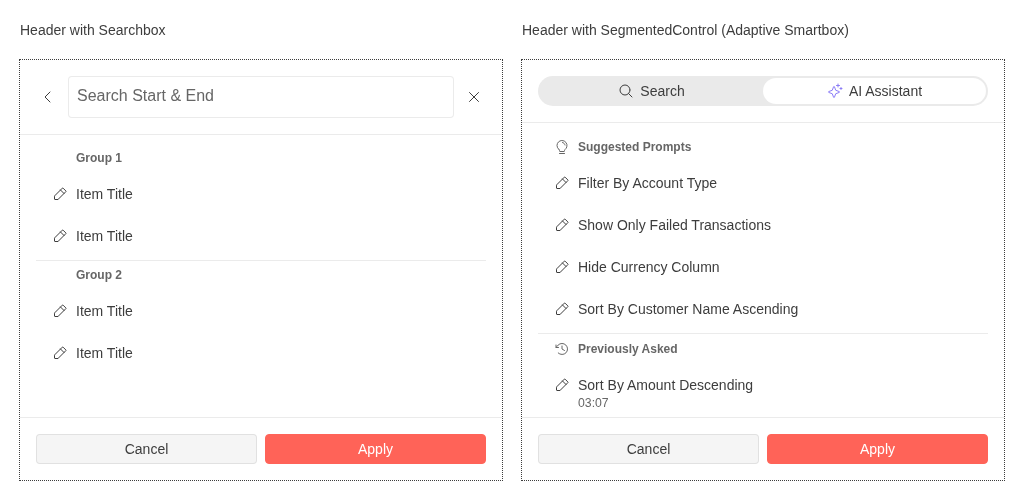 Header with Searchbox
Search Start & End
Group 1
Item Title
Item Title
Group 2
Item Title
Item Title
Cancel
Apply
Header with SegmentedControl (Adaptive Smartbox)
Search
AI Assistant
Suggested Prompts
Filter By Account Type
Show Only Failed Transactions
Hide Currency Column
Sort By Customer Name Ascending
Previously Asked
Sort By Amount Descending
03:07
Cancel
Apply